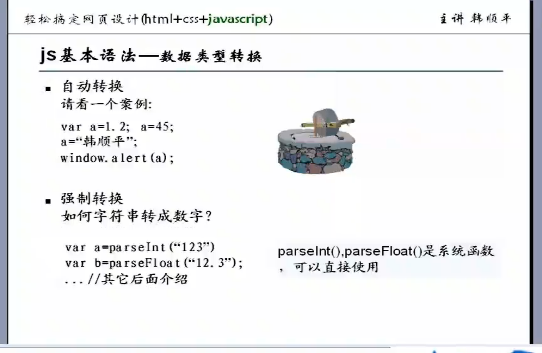 轻松搞定网页设计(html+css+javascript)
主讲 韩顺平
js基本语法—数据类型转换
自动转换
请看一个案例:
var a=1.2; a=45;
a=“韩顺平”;
window.alert(a);
强制转换
如何字符串转成数字?
var a=parseInt(“123”)
var b=parseFloat(“12.3”);
...//其它后面介绍
parseInt(),parseFloat()是系统函数
，可以直接使用